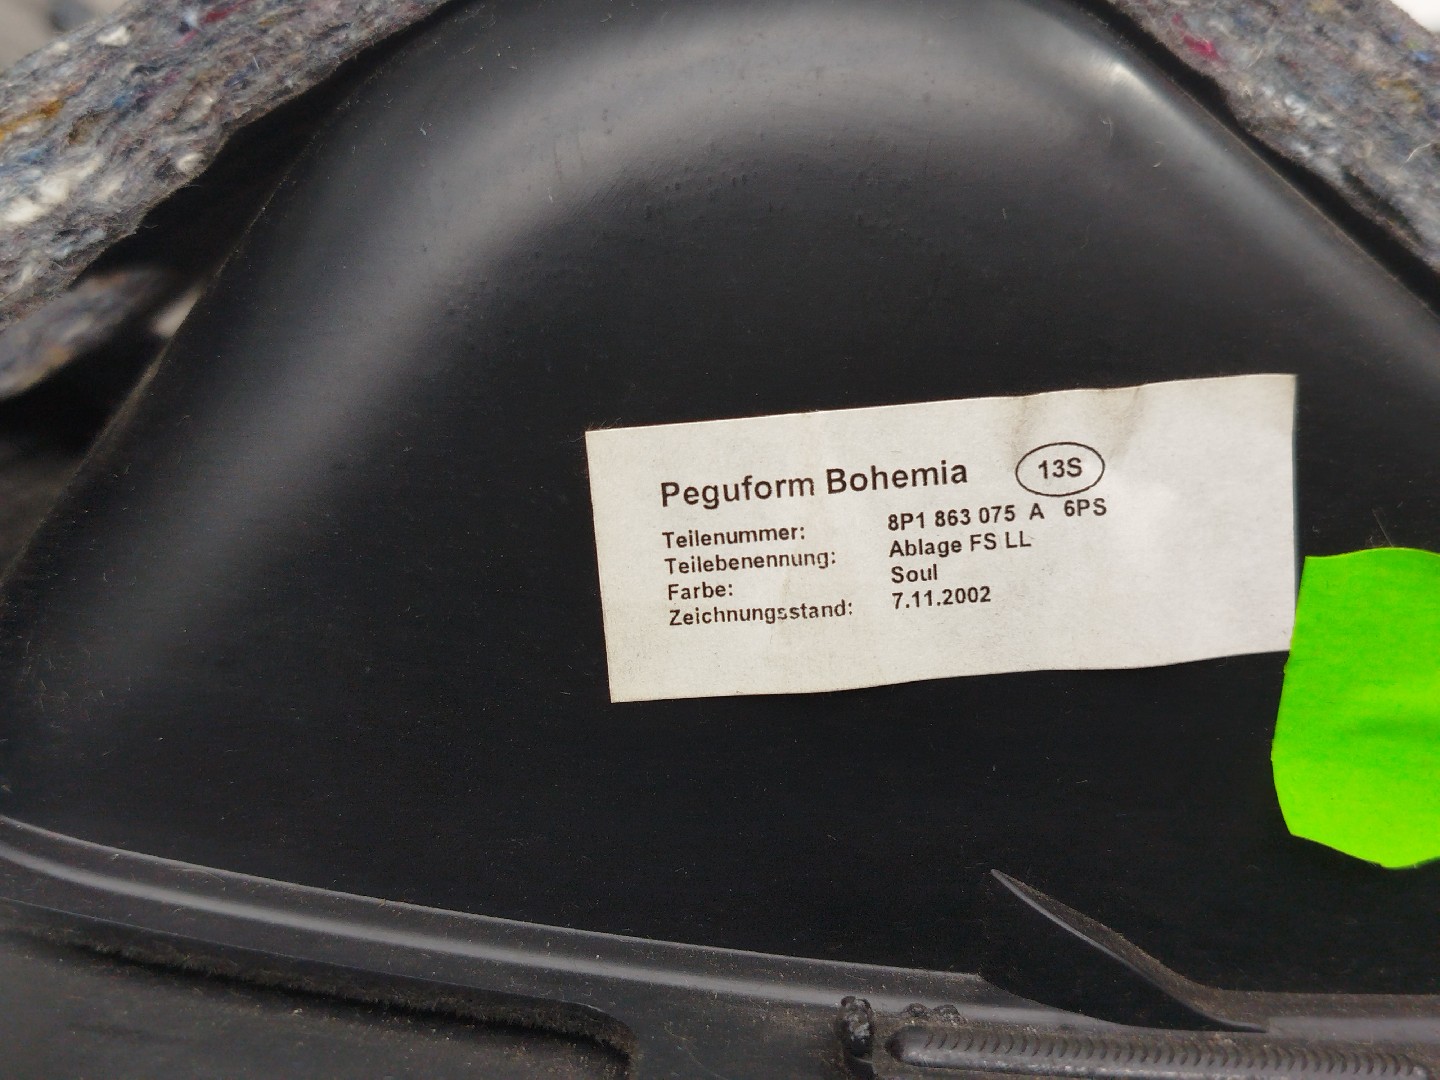 Peguform Bohemia 13S
Teilenummer: 8P1 863 075 A 6PS
Teilebenennung: Ablage FS LL
Farbe: Soul
Zeichnungsstand: 7.11.2002